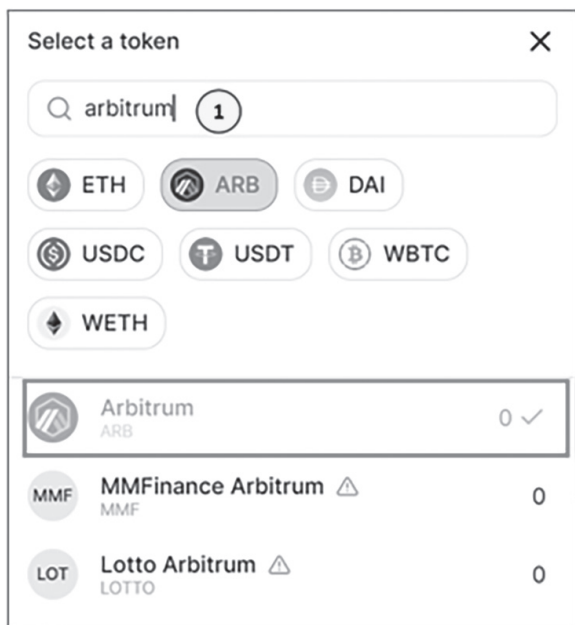 Select a token
arbitrum 1
ETH ARB DAI
USDC USDT WBTC
WETH
Arbitrum 0
ARB
MMF MMFinance Arbitrum 0
MMF
LOT Lotto Arbitrum 0
LOTTO